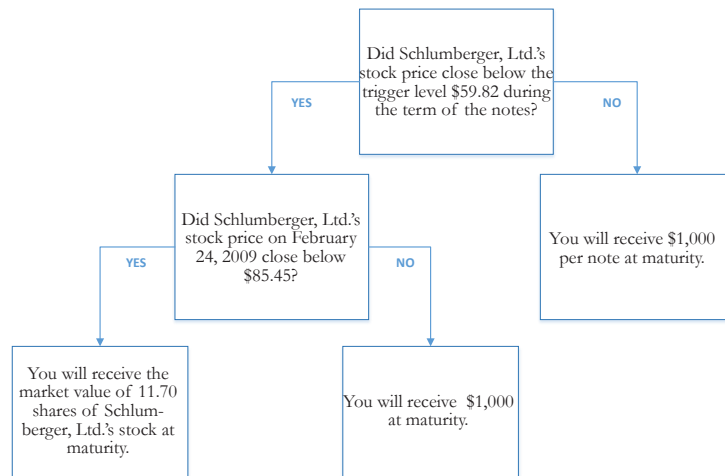 Did Schlumberger, Ltd.'s
stock price close below the
trigger level $59.82 during
the term of the notes?
YES
NO
Did Schlumberger, Ltd.'s
stock price on February
24, 2009 close below
$85.45?
You will receive $1,000
per note at maturity.
YES
NO
You will receive the
market value of 11.70
shares of Schlum-
berger, Ltd.'s stock at
maturity.
You will receive $1,000
at maturity.